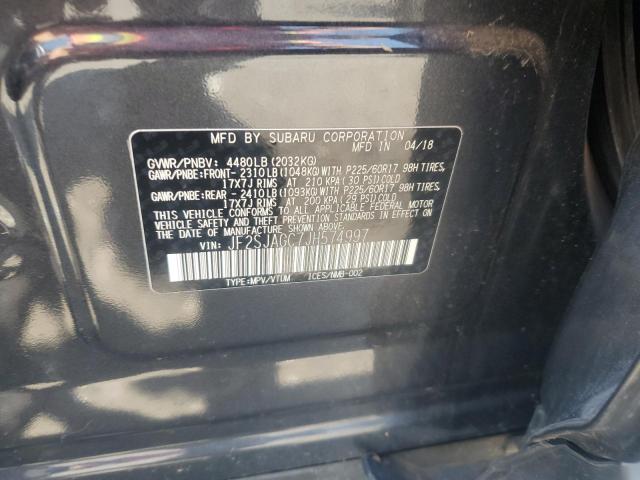 MFD BY SUBARU CORPORATION
MFD IN 04/18
GVWR/PNBV: 4480LB(2032KG)
GAWR/PNBE:FRONT- 2310LB(1048KG)WITH P225/60R17 98H TIRES,
17X7J RIMS AT 210 KPA(30 PSI)COLD
GAWR/PNBE:REAR - 2410LB(1093KG)WITH P225/60R17 98H TIRES,
17X7J RIMS AT 200 KPA(29 PSI)COLD
THIS VEHICLE CONFORMS TO ALL APPLICABLE FEDERAL MOTOR
VEHICLE SAFETY AND THEFT PREVENTION STANDARDS IN EFFECT
ON THE DATE OF MANUFACTURE SHOWN ABOVE.
VIN: JF2SJAGC7JH574997
TYPE:MPV/VTUM ICES/NMB-002